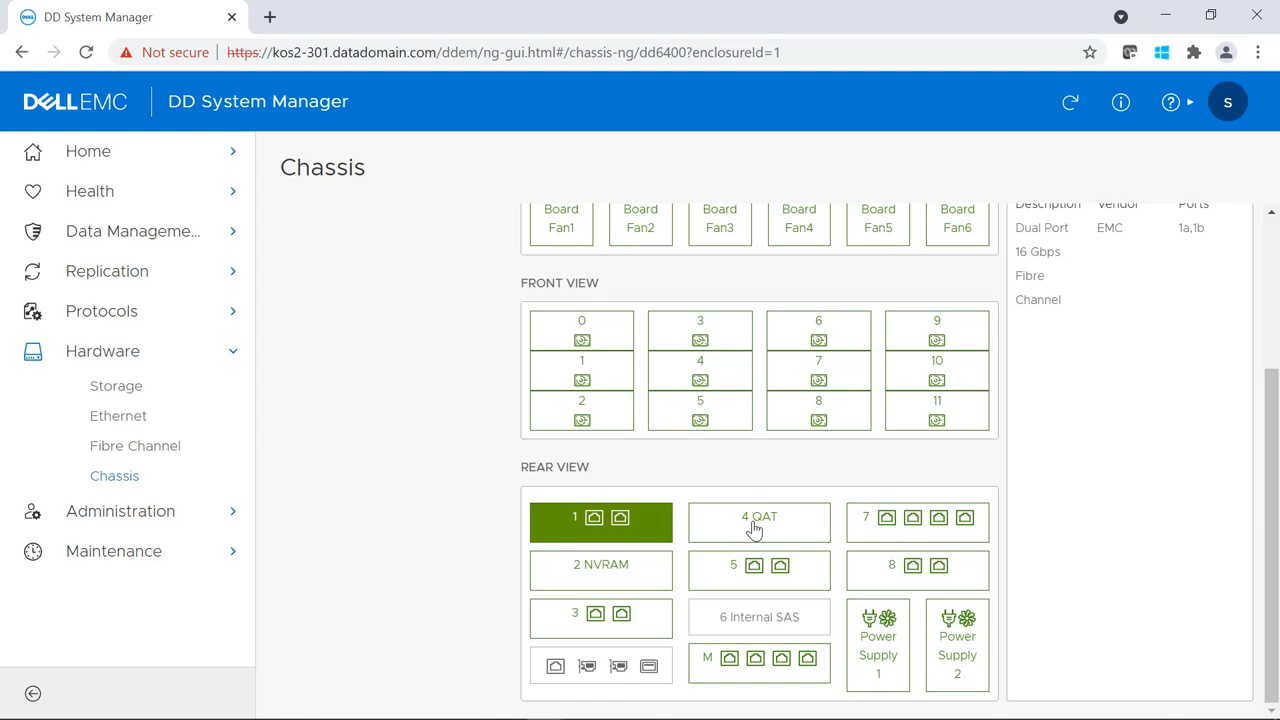 DD System Manager
Not secure
https://kos2-301.datadomain.com/ddem/ng-gui.html#/chassis-ng/dd6400?enclosureId=1
DELLEMC
DD System Manager
S
Home
Health
Data Manageme...
Replication
Protocols
Hardware
Storage
Ethernet
Fibre Channel
Chassis
Administration
Maintenance
Chassis
Board Fan1
Board Fan2
Board Fan3
Board Fan4
Board Fan5
Board Fan6
FRONT VIEW
0 3 6 9
1 4 7 10
2 5 8 11
REAR VIEW
1
4 QAT
7
2 NVRAM
5
8
3
6 Internal SAS
M
Power Supply 1
Power Supply 2
Description Vendor Ports
Dual Port EMC 1a,1b
16 Gbps
Fibre
Channel